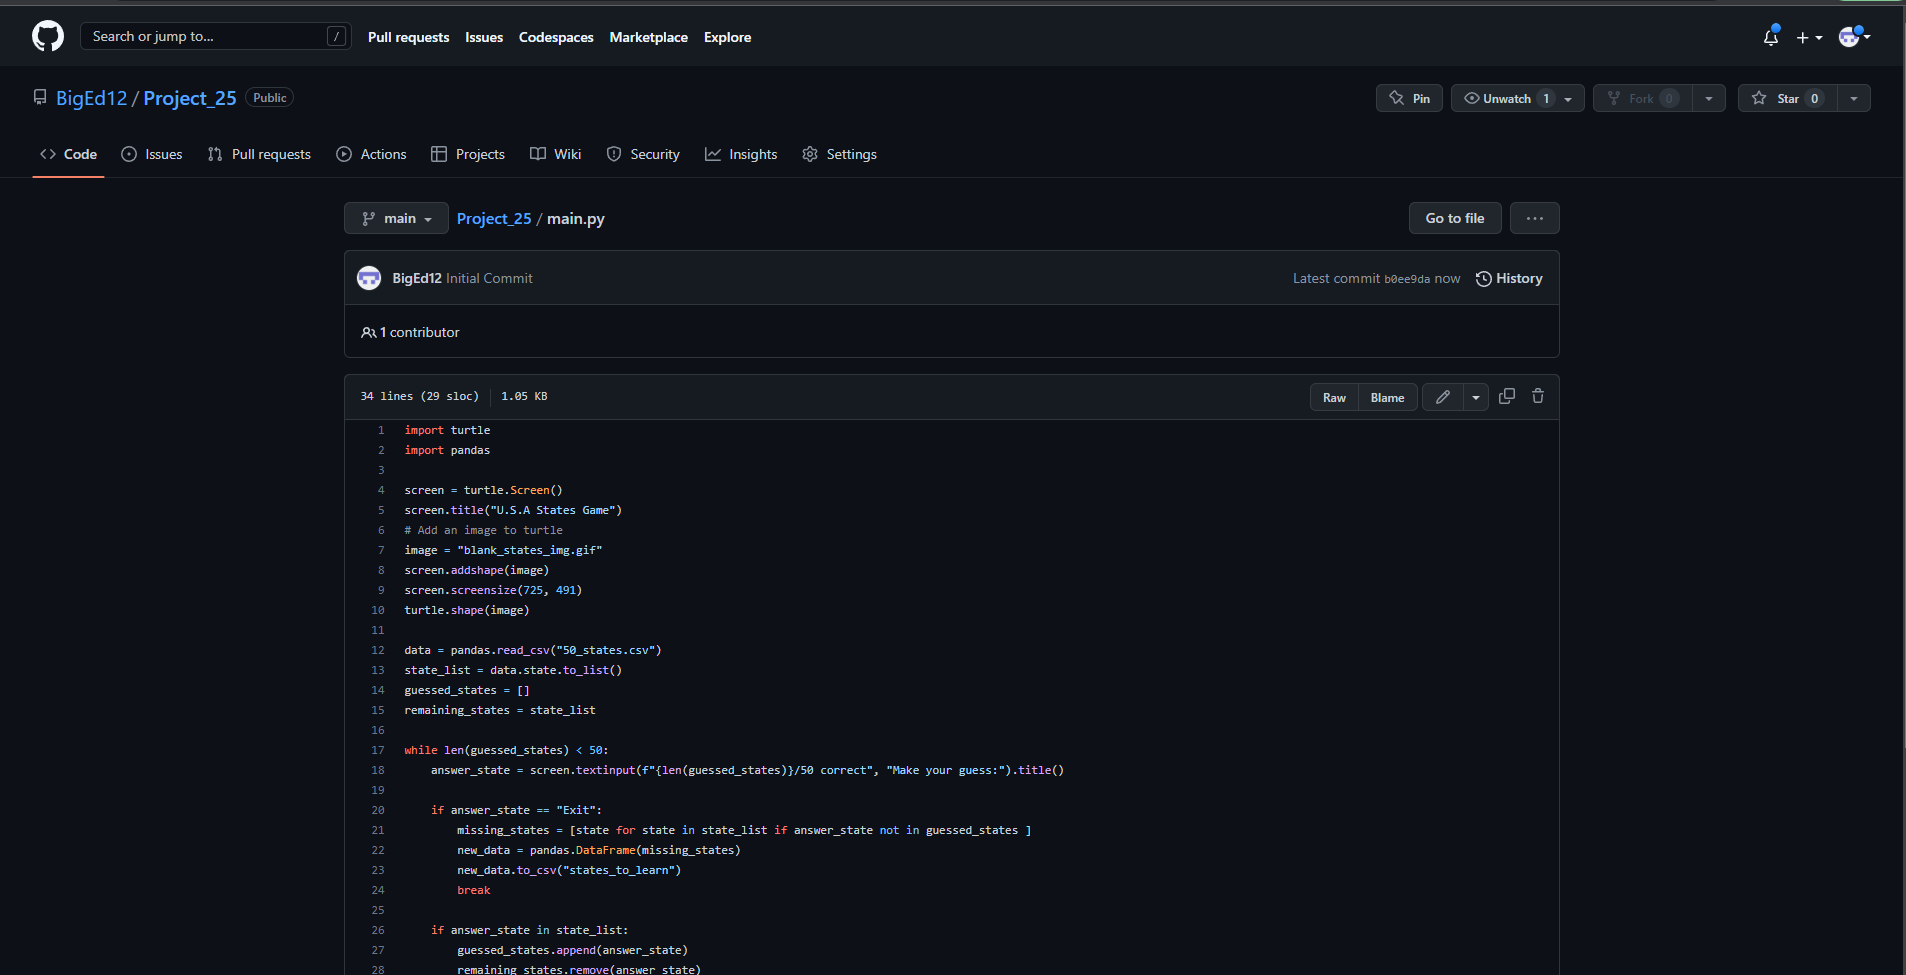 Search or jump to... /
Pull requests Issues Codespaces Marketplace Explore
BigEd12 / Project_25 Public
Pin Unwatch 1 Fork 0 Star 0
Code Issues Pull requests Actions Projects Wiki Security Insights Settings
main Project_25 / main.py Go to file ...
BigEd12 Initial Commit Latest commit b0ee9da now History
1 contributor
34 lines (29 sloc) 1.05 KB Raw Blame
1 import turtle
2 import pandas
3
4 screen = turtle.Screen()
5 screen.title("U.S.A States Game")
6 # Add an image to turtle
7 image = "blank_states_img.gif"
8 screen.addshape(image)
9 screen.screensize(725, 491)
10 turtle.shape(image)
11
12 data = pandas.read_csv("50_states.csv")
13 state_list = data.state.to_list()
14 guessed_states = []
15 remaining_states = state_list
16
17 while len(guessed_states) < 50:
18 answer_state = screen.textinput(f"{len(guessed_states)}/50 correct", "Make your guess:").title()
19
20 if answer_state == "Exit":
21 missing_states = [state for state in state_list if answer_state not in guessed_states ]
22 new_data = pandas.DataFrame(missing_states)
23 new_data.to_csv("states_to_learn")
24 break
25
26 if answer_state in state_list:
27 guessed_states.append(answer_state)
28 remaining_states.remove(answer_state)